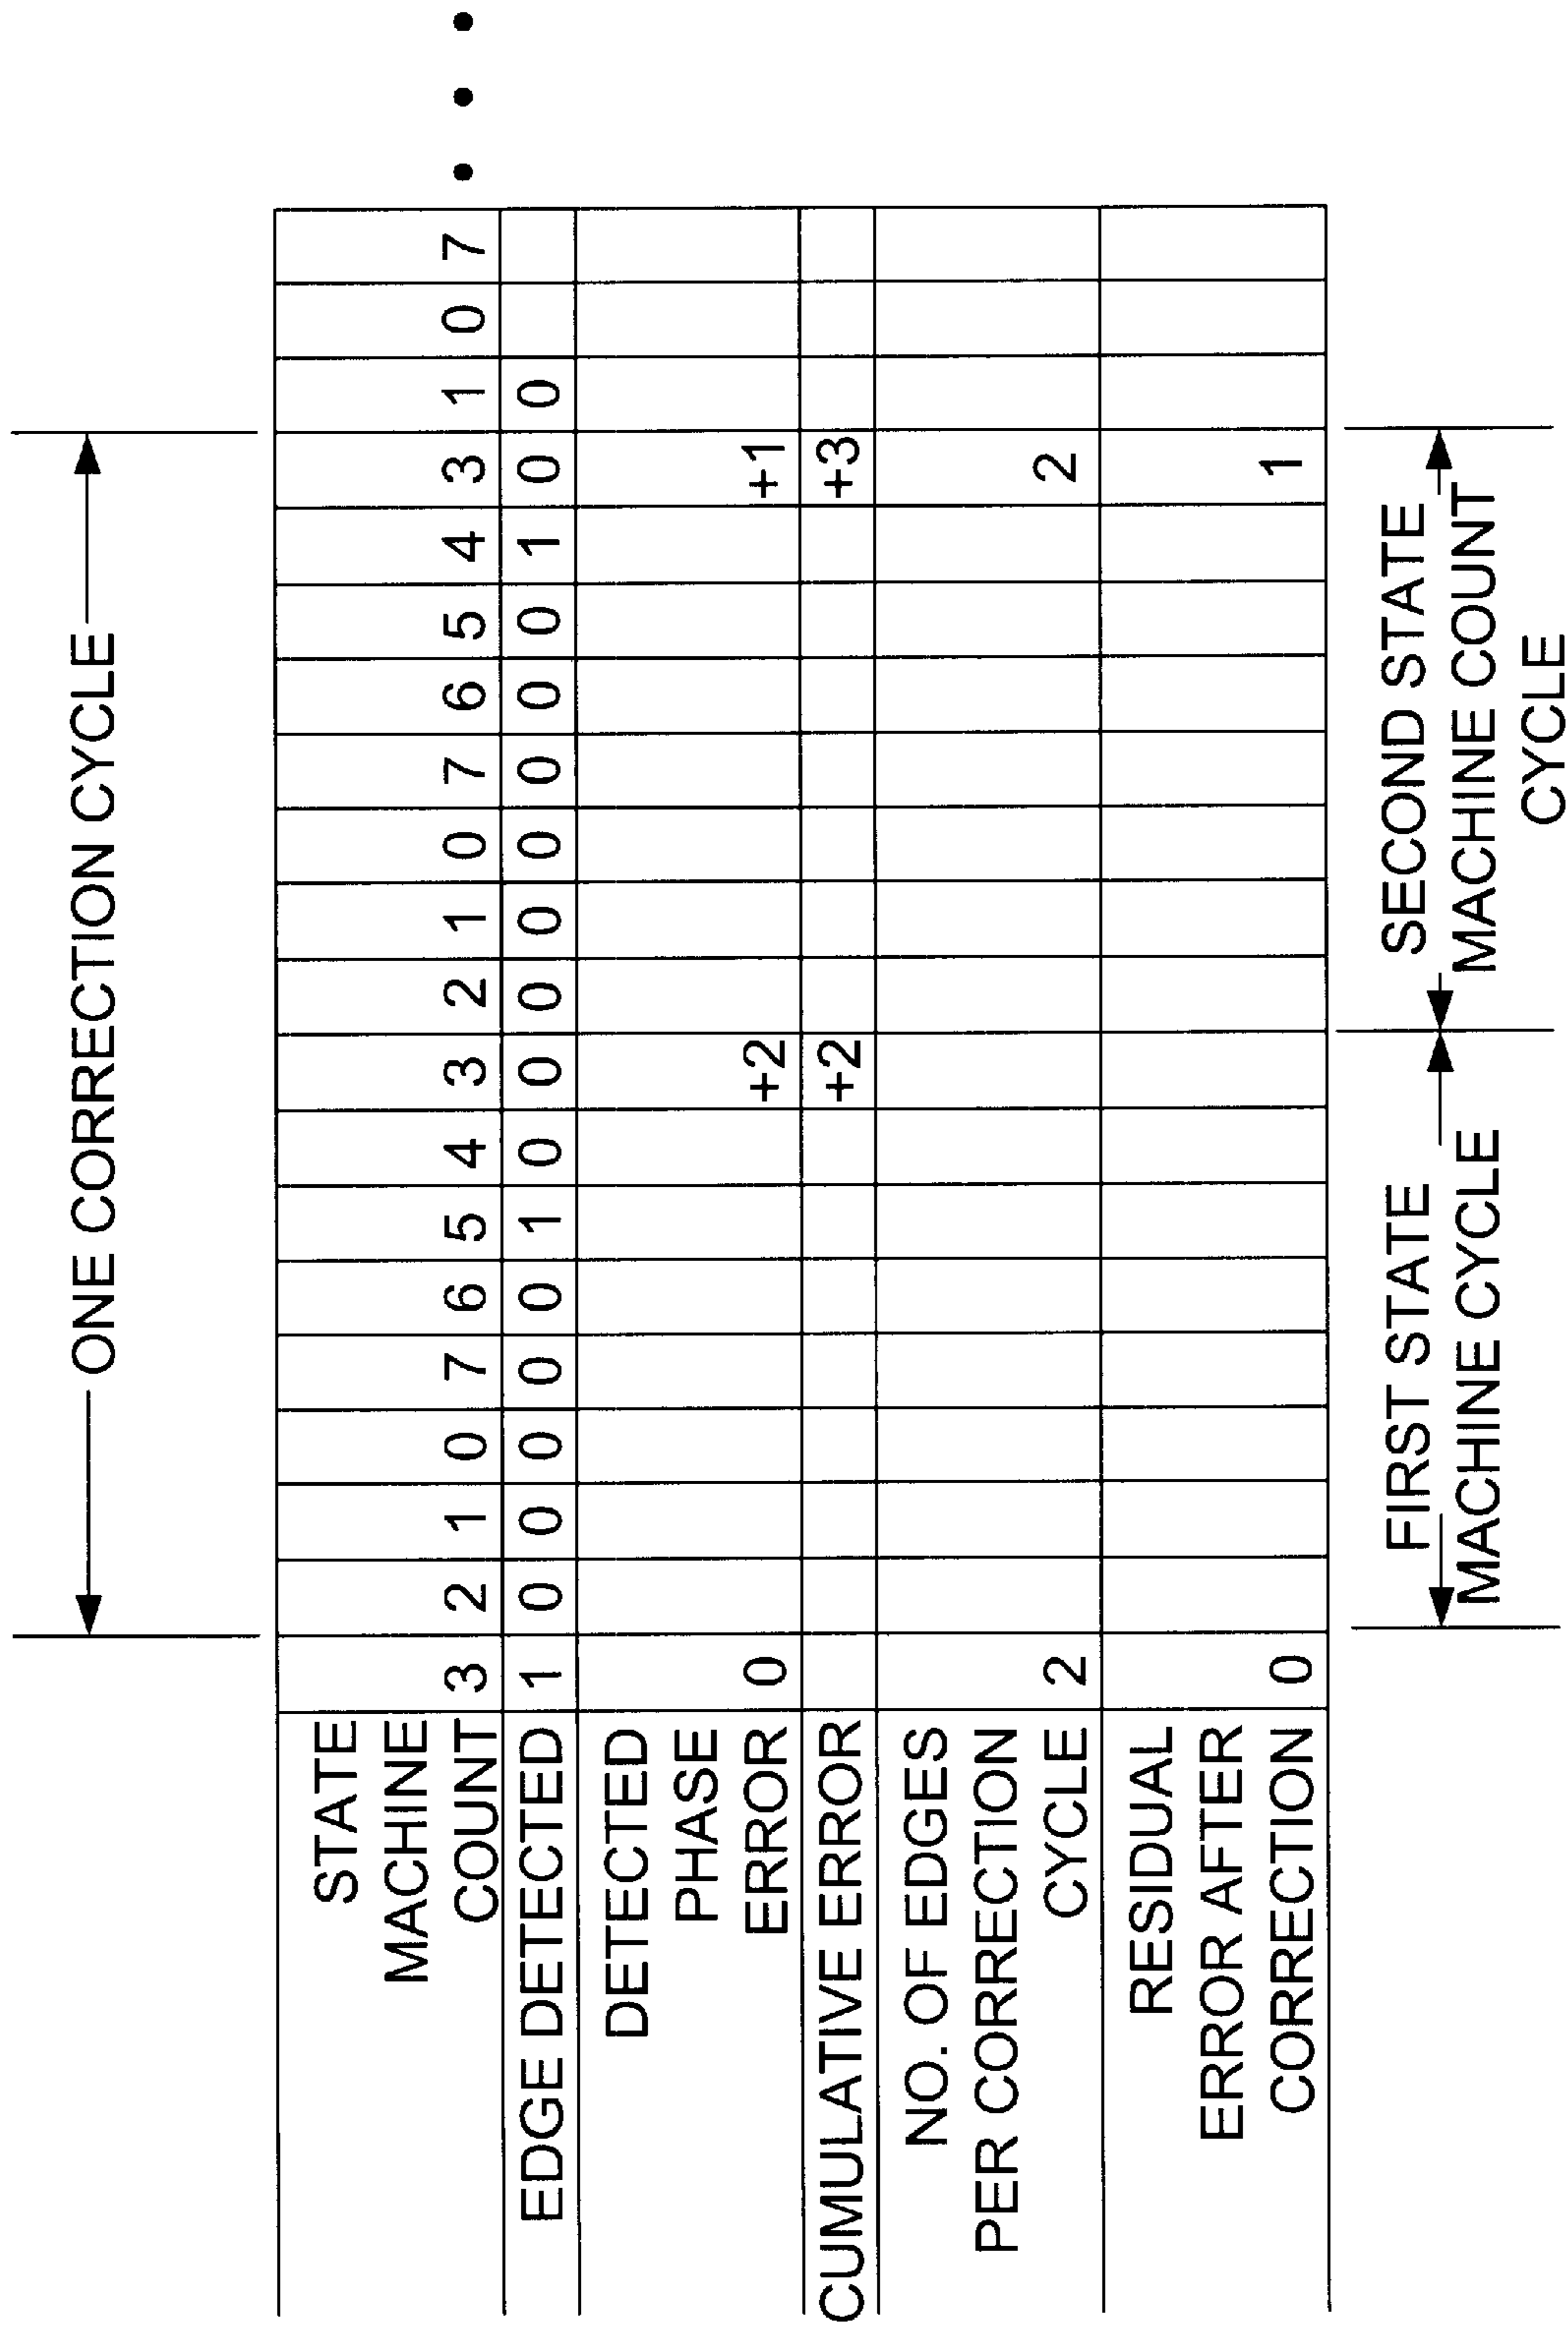 ONE CORRECTION CYCLE
STATE
MACHINE
COUNT 3 2 1 0 7 6 5 4 3 2 1 0 7 6 5 4 3 1 0 7
EDGE DETECTED 1 0 0 0 0 0 1 0 0 0 0 0 0 0 0 1 0 0
DETECTED
PHASE
ERROR 0 +2 +1
CUMULATIVE ERROR +2 +3
NO. OF EDGES
PER CORRECTION
CYCLE 2 2
RESIDUAL
ERROR AFTER
CORRECTION 0 1
FIRST STATE
MACHINE CYCLE
SECOND STATE
MACHINE COUNT
CYCLE